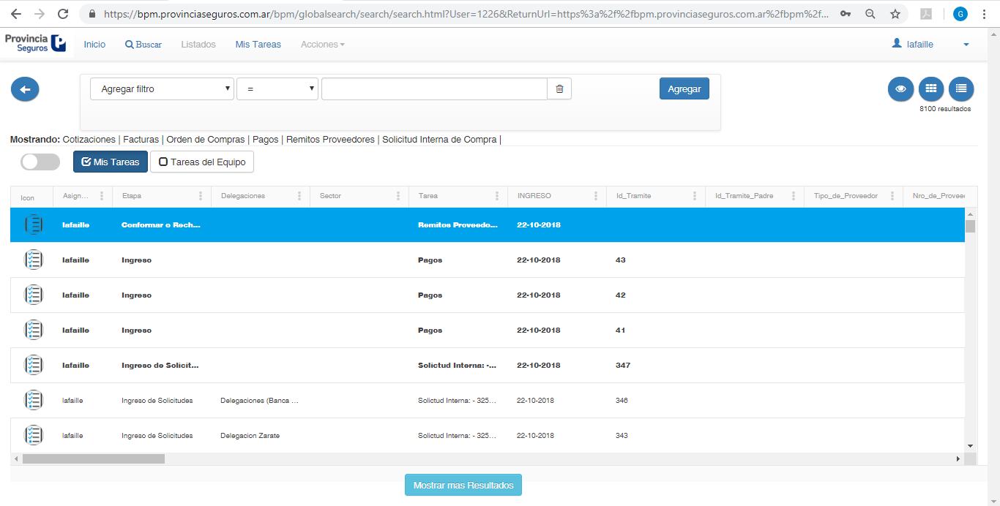 https://bpm.provinciaseguros.com.ar/bpm/globalsearch/search/search.html?User=1226&ReturnUrl=https%3a%2f%2fbpm.provinciaseguros.com.ar%2fbpm%2f... G
Provincia Seguros Inicio Buscar Listados Mis Tareas Acciones lafaille
Agregar filtro = Agregar
8100 resultados
Mostrando: Cotizaciones | Facturas | Orden de Compras | Pagos | Remitos Proveedores | Solicitud Interna de Compra |
Mis Tareas Tareas del Equipo
Icon Asign... Etapa Delegaciones Sector Tarea INGRESO Id_Tramite Id_Tramite_Padre Tipo_de_Proveedor Nro_de_Proveei
lafaille Conformar o Rech... Remitos Proveedo... 22-10-2018
lafaille Ingreso Pagos 22-10-2018 43
lafaille Ingreso Pagos 22-10-2018 42
lafaille Ingreso Pagos 22-10-2018 41
lafaille Ingreso de Solicit... Solictud Interna: -... 22-10-2018 347
lafaille Ingreso de Solicitudes Delegaciones (Banca ... Solictud Interna: - 325... 22-10-2018 346
lafaille Ingreso de Solicitudes Delegacion Zarate Solictud Interna: - 325... 22-10-2018 343
Mostrar mas Resultados